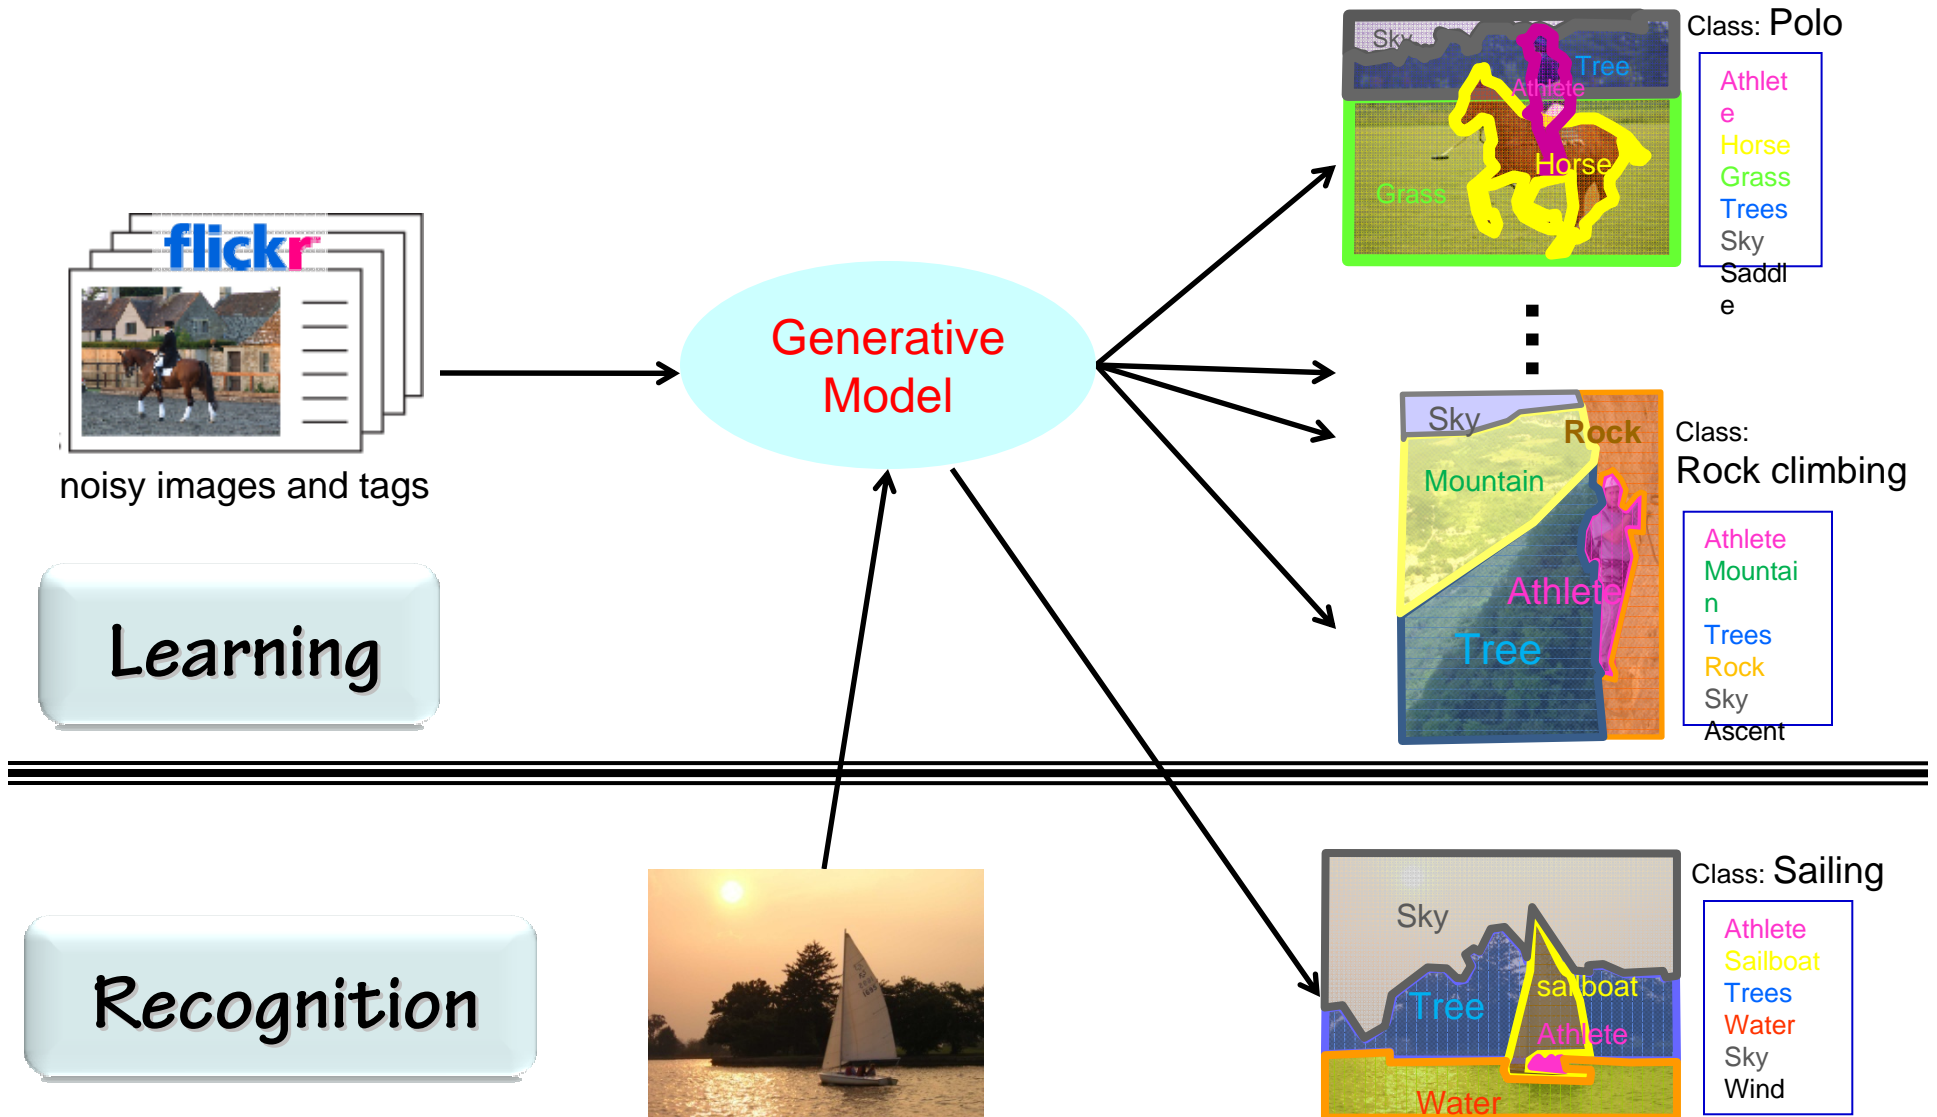 flickr
noisy images and tags
Learning
Generative
Model
Sky
Tree
Athlete
Horse
Grass
Class: Polo
Athlet
e
Horse
Grass
Trees
Sky
Saddl
e
Sky
Rock
Mountain
Athlete
Tree
Class:
Rock climbing
Athlete
Mountai
n
Trees
Rock
Sky
Ascent
Recognition
Sky
Tree
sailboat
Athlete
Water
Class: Sailing
Athlete
Sailboat
Trees
Water
Sky
Wind